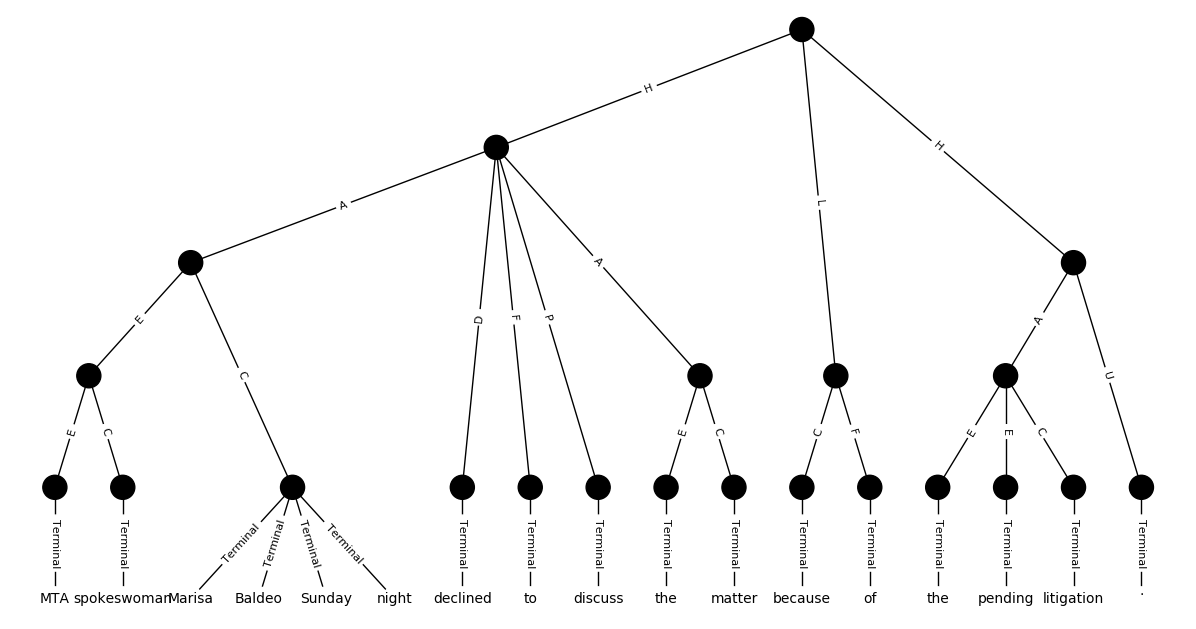 H
H
A
L
A
E
C
D
F
P
A
U
E
C
E
C
C
F
E
E
C
Terminal Terminal Terminal Terminal Terminal Terminal Terminal Terminal Terminal Terminal Terminal Terminal Terminal Terminal Terminal Terminal Terminal
MTA spokeswoman Marisa Baldeo Sunday night declined to discuss the matter because of the pending litigation .